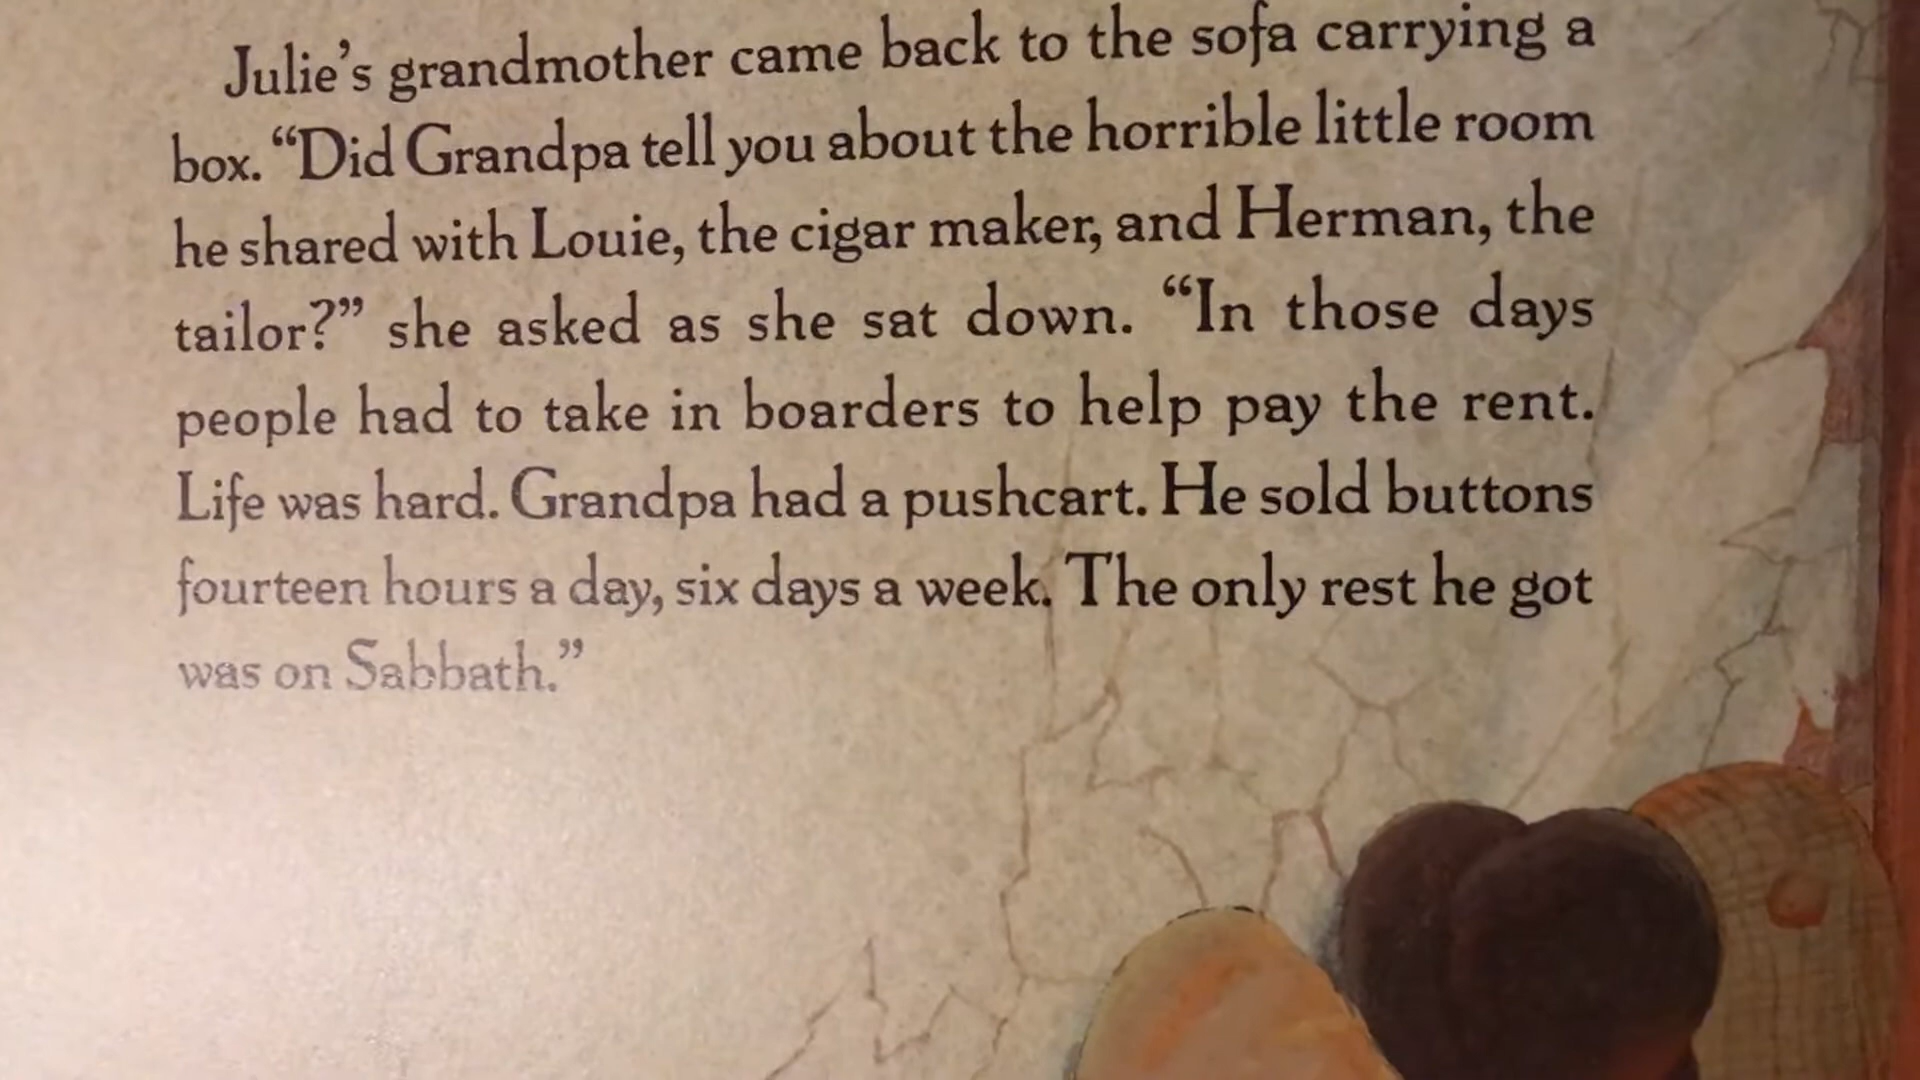 Julie’s grandmother came back to the sofa carrying a
box. “Did Grandpa tell you about the horrible little room
he shared with Louie, the cigar maker, and Herman, the
tailor?” she asked as she sat down. “In those days
people had to take in boarders to help pay the rent.
Life was hard. Grandpa had a pushcart. He sold buttons
fourteen hours a day, six days a week. The only rest he got
was on Sabbath.”